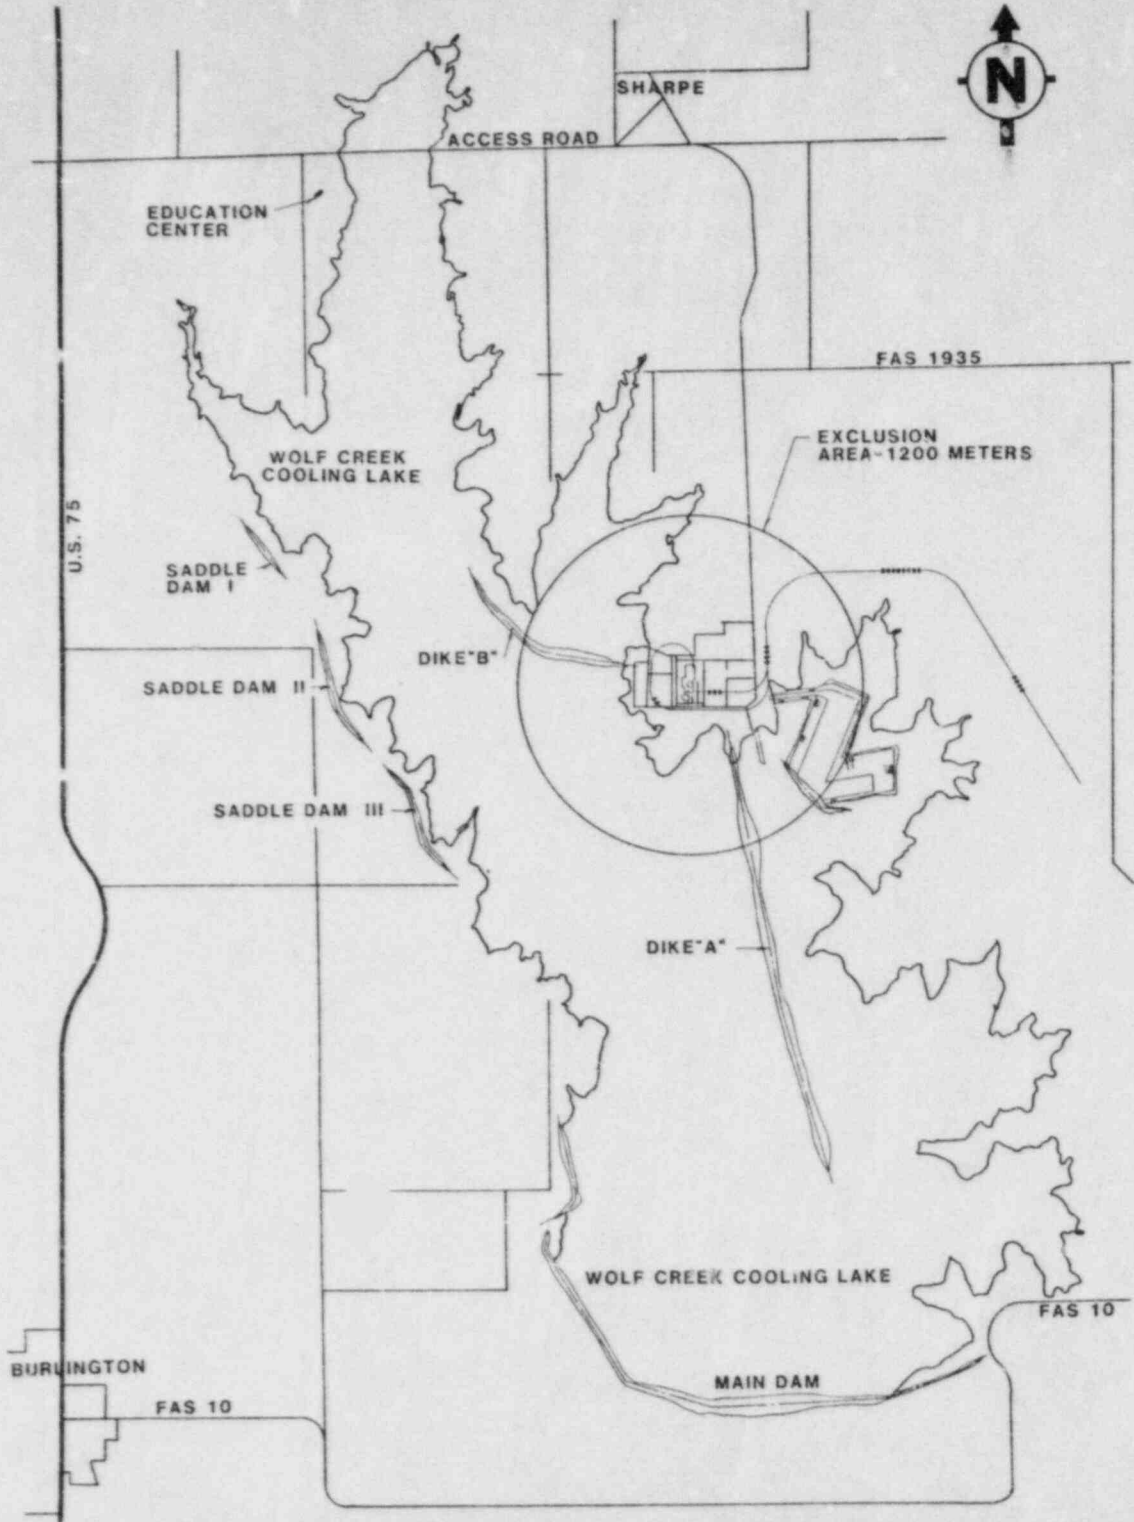 N
SHARPE
ACCESS ROAD
EDUCATION
CENTER
FAS 1935
EXCLUSION
AREA-1200 METERS
WOLF CREEK
COOLING LAKE
U.S. 75
SADDLE
DAM I
DIKE"B"
SADDLE DAM II
SADDLE DAM III
DIKE"A"
WOLF CREEK COOLING LAKE
FAS 10
BURLINGTON
MAIN DAM
FAS 10